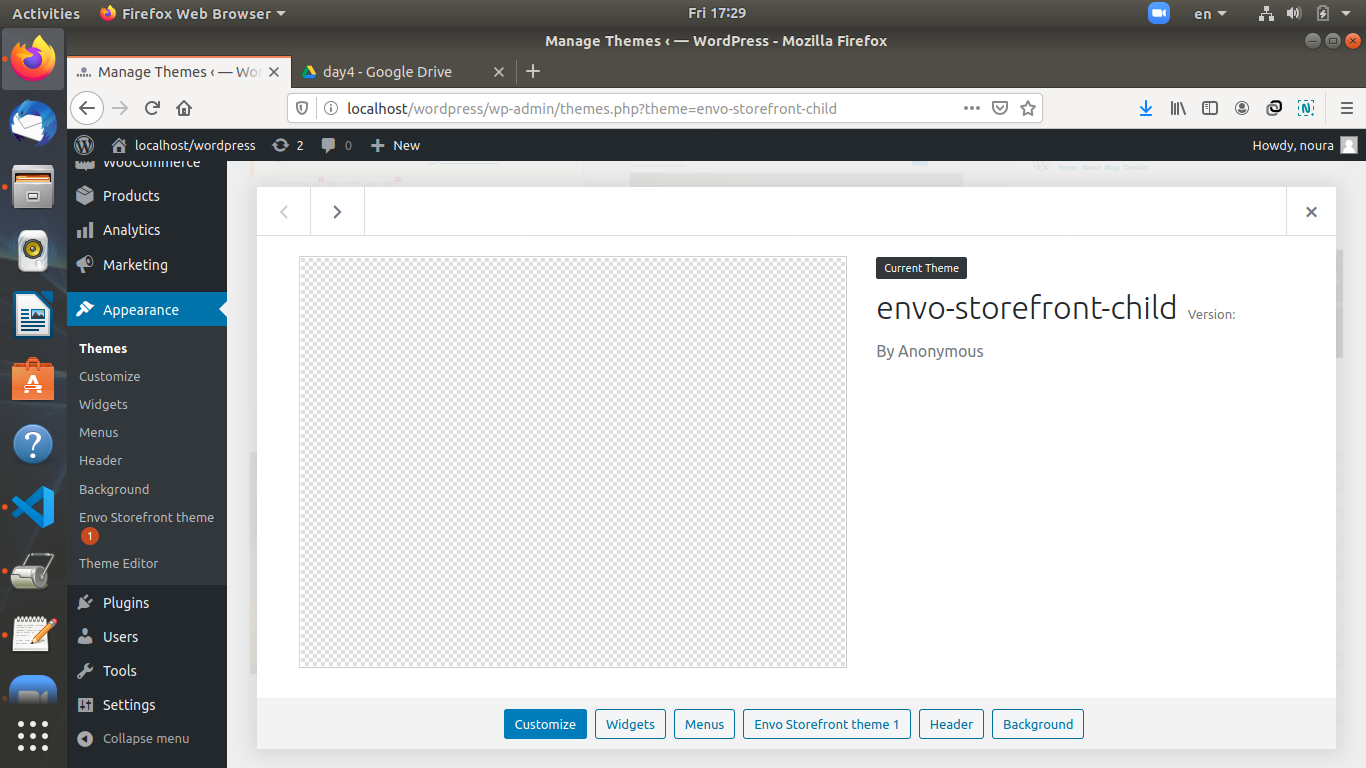 Activities Firefox Web Browser Fri 17:29 en
Manage Themes ‹ — WordPress - Mozilla Firefox
Manage Themes ‹ — Wor day4 - Google Drive
localhost/wordpress/wp-admin/themes.php?theme=envo-storefront-child
localhost/wordpress 2 0 New Howdy, noura
WooCommerce
Products
Analytics
Marketing
Appearance
Themes
Customize
Widgets
Menus
Header
Background
Envo Storefront theme
1
Theme Editor
Plugins
Users
Tools
Settings
Collapse menu
Current Theme
envo-storefront-child Version:
By Anonymous
Customize Widgets Menus Envo Storefront theme 1 Header Background